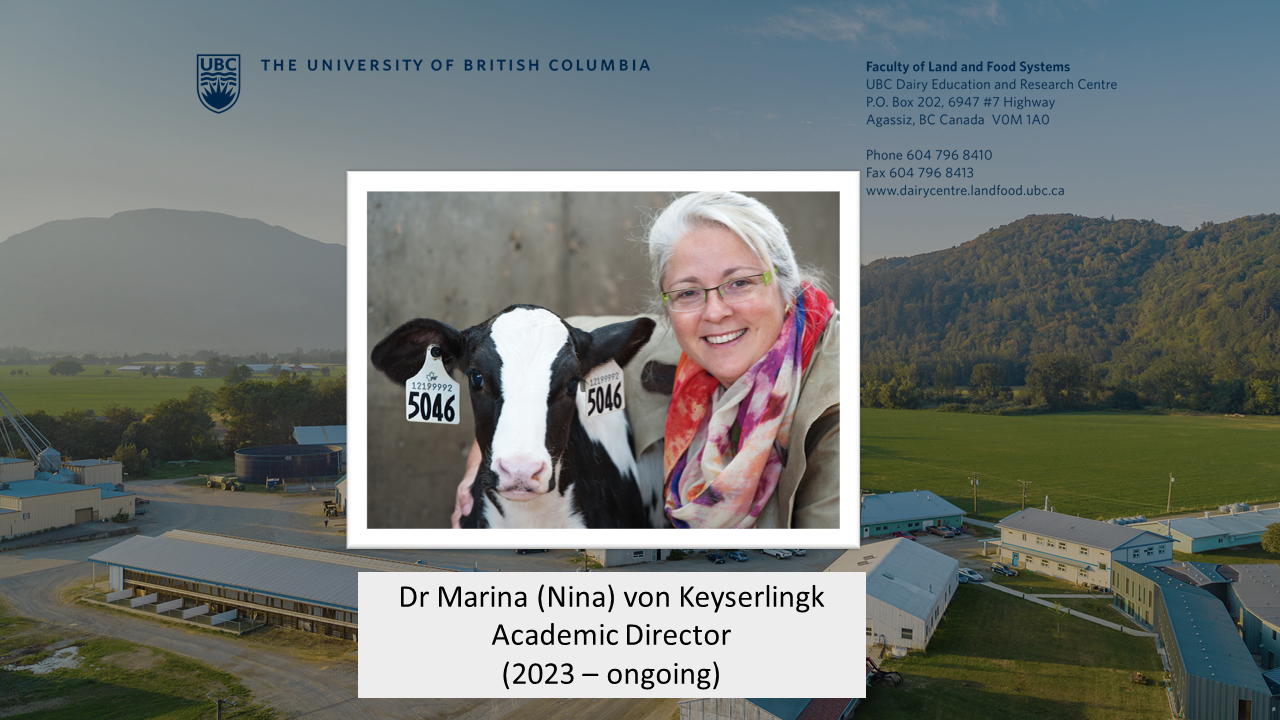 UBC
THE UNIVERSITY OF BRITISH COLUMBIA
Faculty of Land and Food Systems
UBC Dairy Education and Research Centre
P.O. Box 202, 6947 #7 Highway
Agassiz, BC Canada V0M 1A0
Phone 604 796 8410
Fax 604 796 8413
www.dairycentre.landfood.ubc.ca
12199992
5046
12199992
5046
Dr Marina (Nina) von Keyserlingk
Academic Director
(2023 – ongoing)